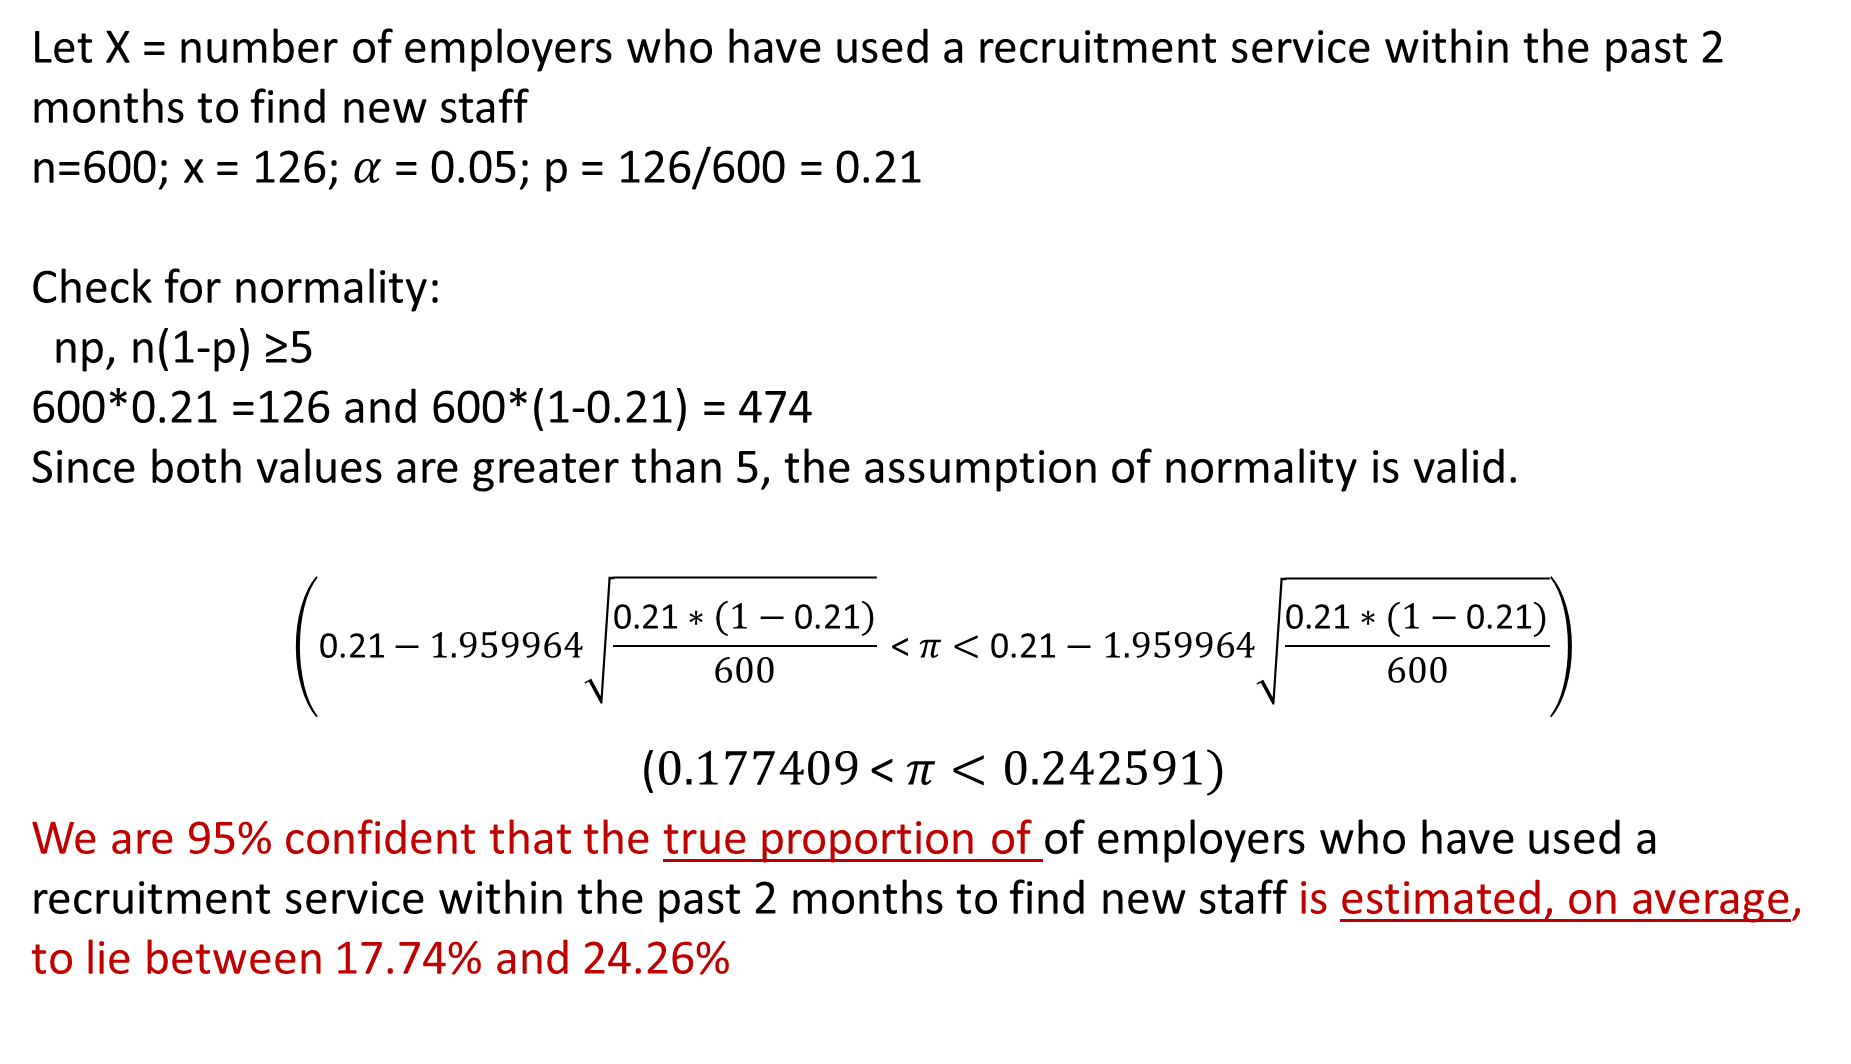 Let X = number of employers who have used a recruitment service within the past 2
months to find new staff
n=600; x = 126; 𝛼 = 0.05; p = 126/600 = 0.21
Check for normality:
np, n(1-p) ≥5
600*0.21 =126 and 600*(1-0.21) = 474
Since both values are greater than 5, the assumption of normality is valid.
(0.21 − 1.959964 √(0.21 ∗ (1 − 0.21) / 600) < 𝜋 < 0.21 − 1.959964 √(0.21 ∗ (1 − 0.21) / 600))
(0.177409 < 𝜋 < 0.242591)
We are 95% confident that the true proportion of of employers who have used a
recruitment service within the past 2 months to find new staff is estimated, on average,
to lie between 17.74% and 24.26%